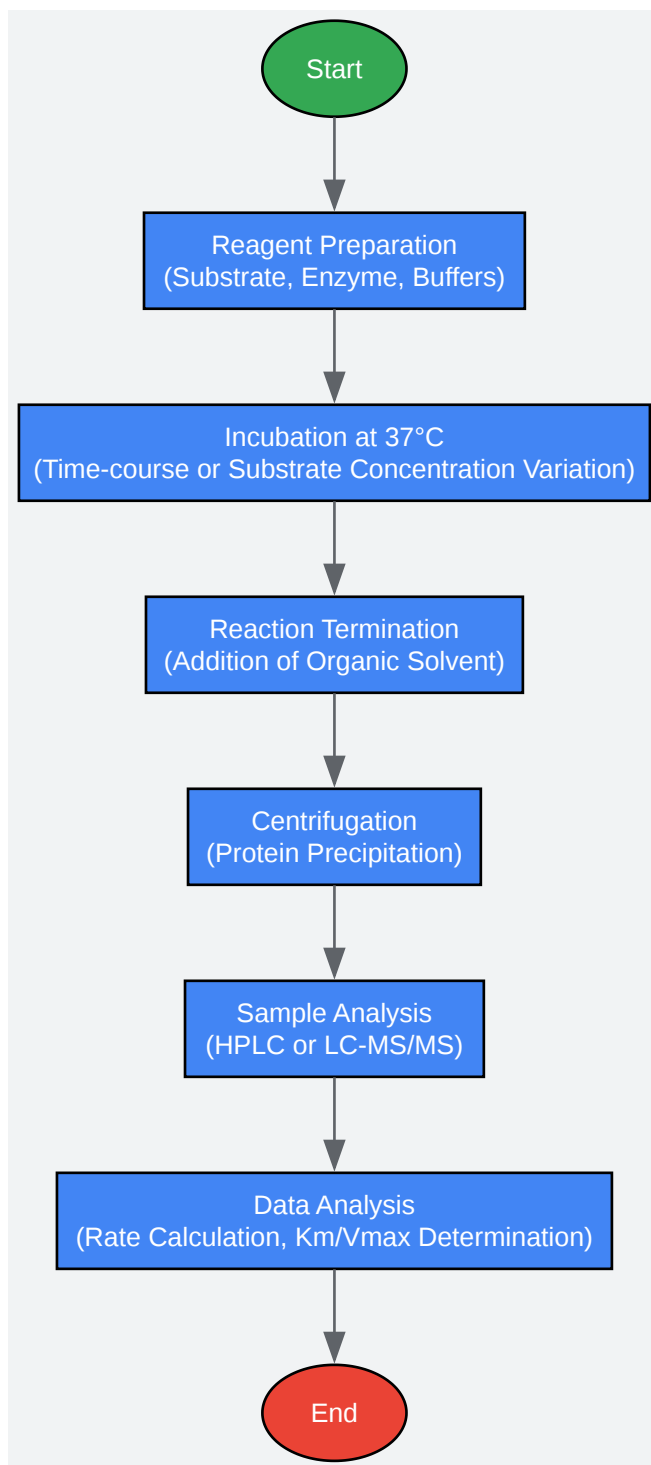 Start
Reagent Preparation
(Substrate, Enzyme, Buffers)
Incubation at 37°C
(Time-course or Substrate Concentration Variation)
Reaction Termination
(Addition of Organic Solvent)
Centrifugation
(Protein Precipitation)
Sample Analysis
(HPLC or LC-MS/MS)
Data Analysis
(Rate Calculation, Km/Vmax Determination)
End